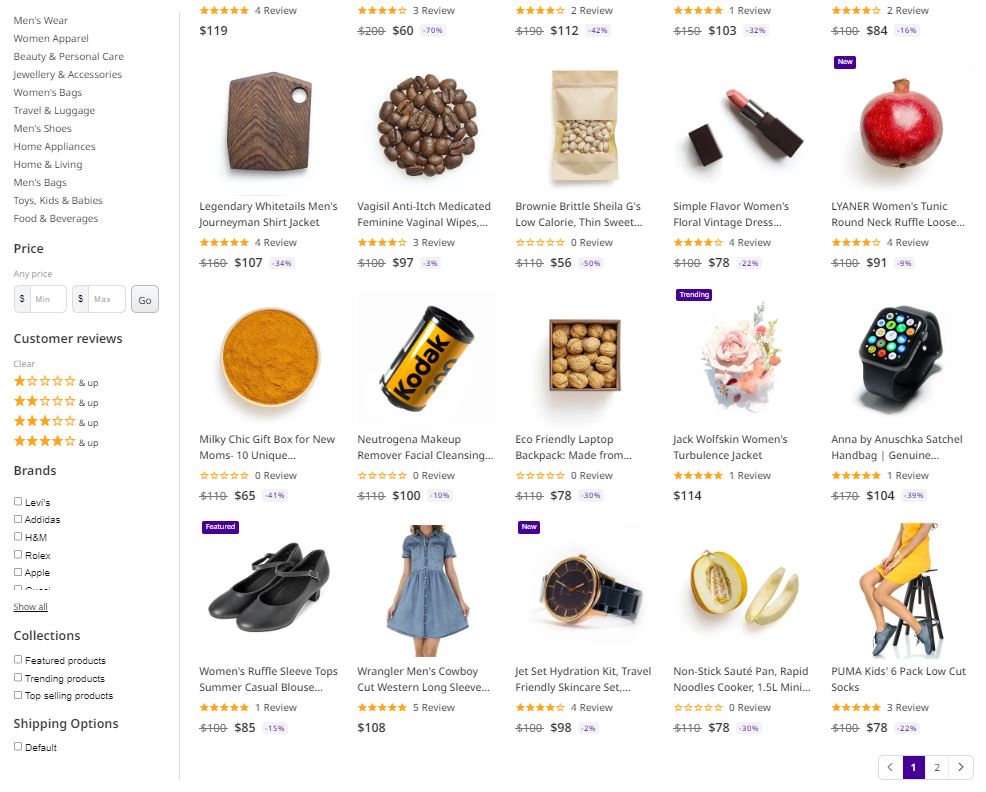 Men's Wear
Women Apparel
Beauty & Personal Care
Jewellery & Accessories
Women's Bags
Travel & Luggage
Men's Shoes
Home Appliances
Home & Living
Men's Bags
Toys, Kids & Babies
Food & Beverages
Price
Any price
$ Min $ Max Go
Customer reviews
Clear
& up
& up
& up
& up
Brands
Levi's
Addidas
H&M
Rolex
Apple
Show all
Collections
Featured products
Trending products
Top selling products
Shipping Options
Default
4 Review
$119
3 Review
$200 $60 -70%
2 Review
$190 $112 -42%
1 Review
$150 $103 -32%
2 Review
$100 $84 -16%
Legendary Whitetails Men's
Journeyman Shirt Jacket
4 Review
$160 $107 -34%
Vagisil Anti-Itch Medicated
Feminine Vaginal Wipes,...
3 Review
$100 $97 -3%
Brownie Brittle Sheila G's
Low Calorie, Thin Sweet...
0 Review
$110 $56 -50%
Simple Flavor Women's
Floral Vintage Dress...
4 Review
$100 $78 -22%
New
LYANER Women's Tunic
Round Neck Ruffle Loose...
4 Review
$100 $91 -9%
Milky Chic Gift Box for New
Moms- 10 Unique...
0 Review
$110 $65 -41%
Kodak
Neutrogena Makeup
Remover Facial Cleansing...
0 Review
$110 $100 -10%
Eco Friendly Laptop
Backpack: Made from...
0 Review
$110 $78 -30%
Trending
Jack Wolfskin Women's
Turbulence Jacket
1 Review
$114
Anna by Anuschka Satchel
Handbag | Genuine...
1 Review
$170 $104 -39%
Featured
Women's Ruffle Sleeve Tops
Summer Casual Blouse...
1 Review
$100 $85 -15%
Wrangler Men's Cowboy
Cut Western Long Sleeve...
5 Review
$108
New
Jet Set Hydration Kit, Travel
Friendly Skincare Set,...
4 Review
$100 $98 -2%
Non-Stick Sauté Pan, Rapid
Noodles Cooker, 1.5L Mini...
0 Review
$110 $78 -30%
PUMA Kids' 6 Pack Low Cut
Socks
3 Review
$100 $78 -22%
1 2